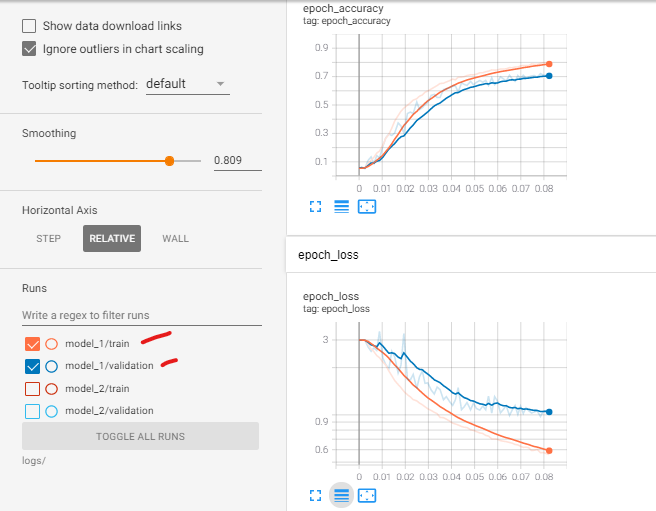 Show data download links
Ignore outliers in chart scaling
Tooltip sorting method: default
Smoothing
0.809
Horizontal Axis
STEP RELATIVE WALL
Runs
Write a regex to filter runs
model_1/train
model_1/validation
model_2/train
model_2/validation
TOGGLE ALL RUNS
logs/
epoch_accuracy
tag: epoch_accuracy
0.9
0.7
0.5
0.3
0.1
0 0.01 0.02 0.03 0.04 0.05 0.06 0.07 0.08
epoch_loss
epoch_loss
tag: epoch_loss
3
0.9
0.6
0 0.01 0.02 0.03 0.04 0.05 0.06 0.07 0.08